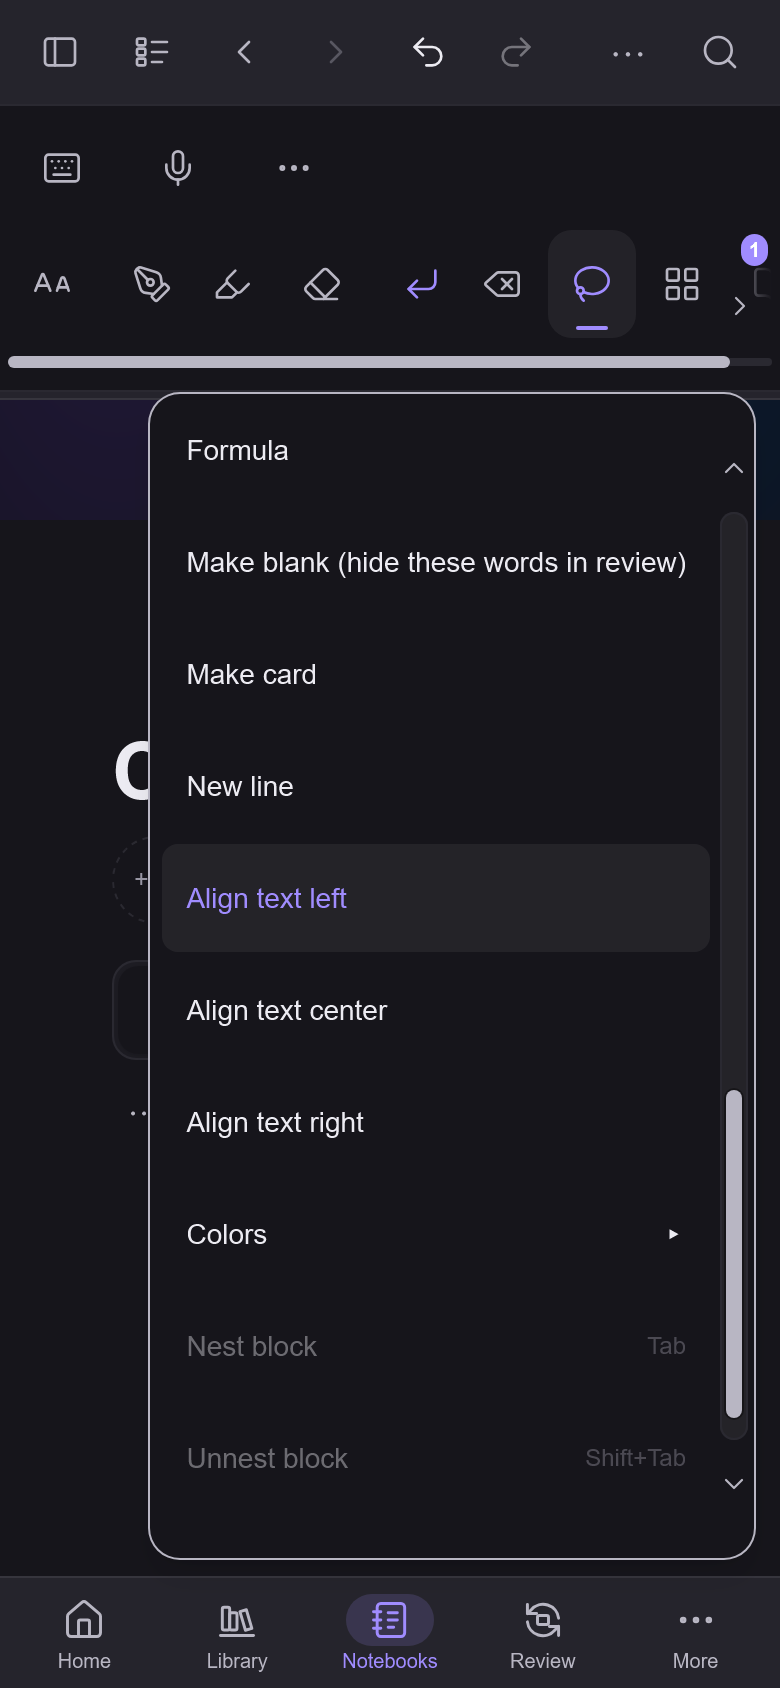 AA
1
Formula
Make blank (hide these words in review)
Make card
New line
Align text left
Align text center
Align text right
Colors
Nest block Tab
Unnest block Shift+Tab
Home Library Notebooks Review More